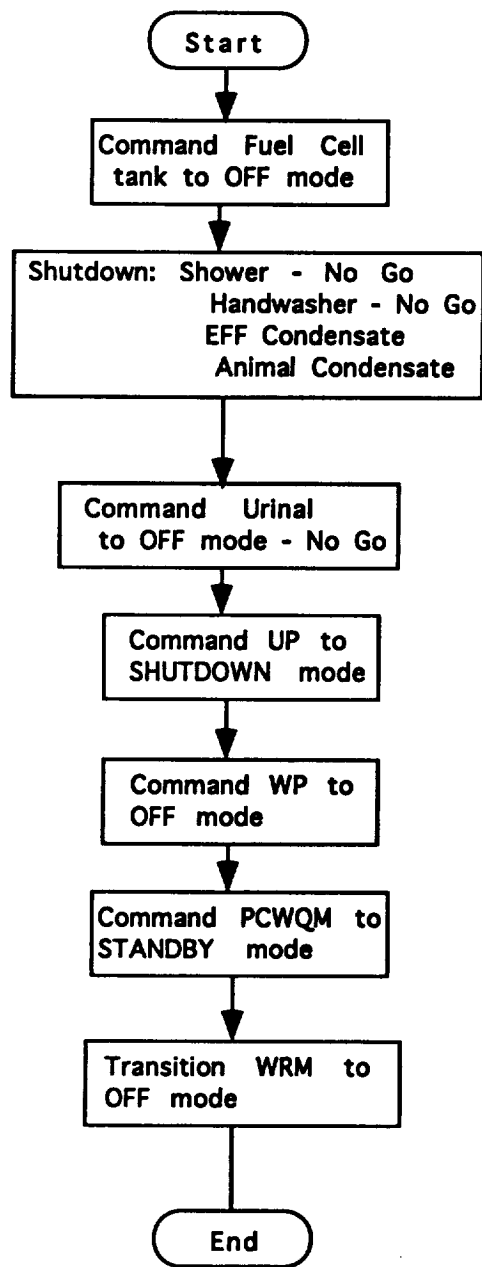 Start
Command Fuel Cell
tank to OFF mode
Shutdown: Shower - No Go
Handwasher - No Go
EFF Condensate
Animal Condensate
Command Urinal
to OFF mode - No Go
Command UP to
SHUTDOWN mode
Command WP to
OFF mode
Command PCWQM to
STANDBY mode
Transition WRM to
OFF mode
End